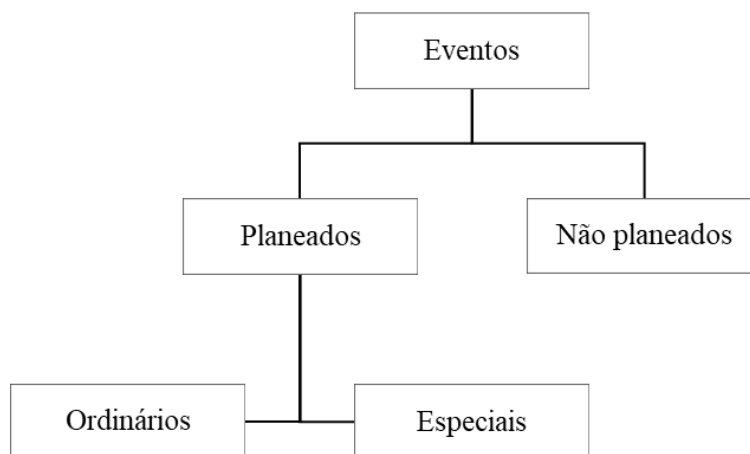 Eventos
Planeados
Não planeados
Ordinários
Especiais